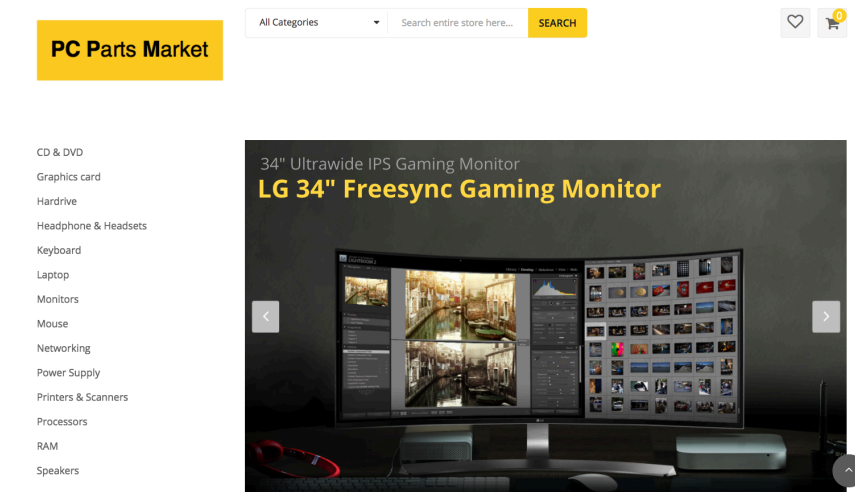 PC Parts Market
All Categories
Search entire store here...
SEARCH
0
CD & DVD
Graphics card
Hardrive
Headphone & Headsets
Keyboard
Laptop
Monitors
Mouse
Networking
Power Supply
Printers & Scanners
Processors
RAM
Speakers
34" Ultrawide IPS Gaming Monitor
LG 34" Freesync Gaming Monitor
LIGHTROOM
LG